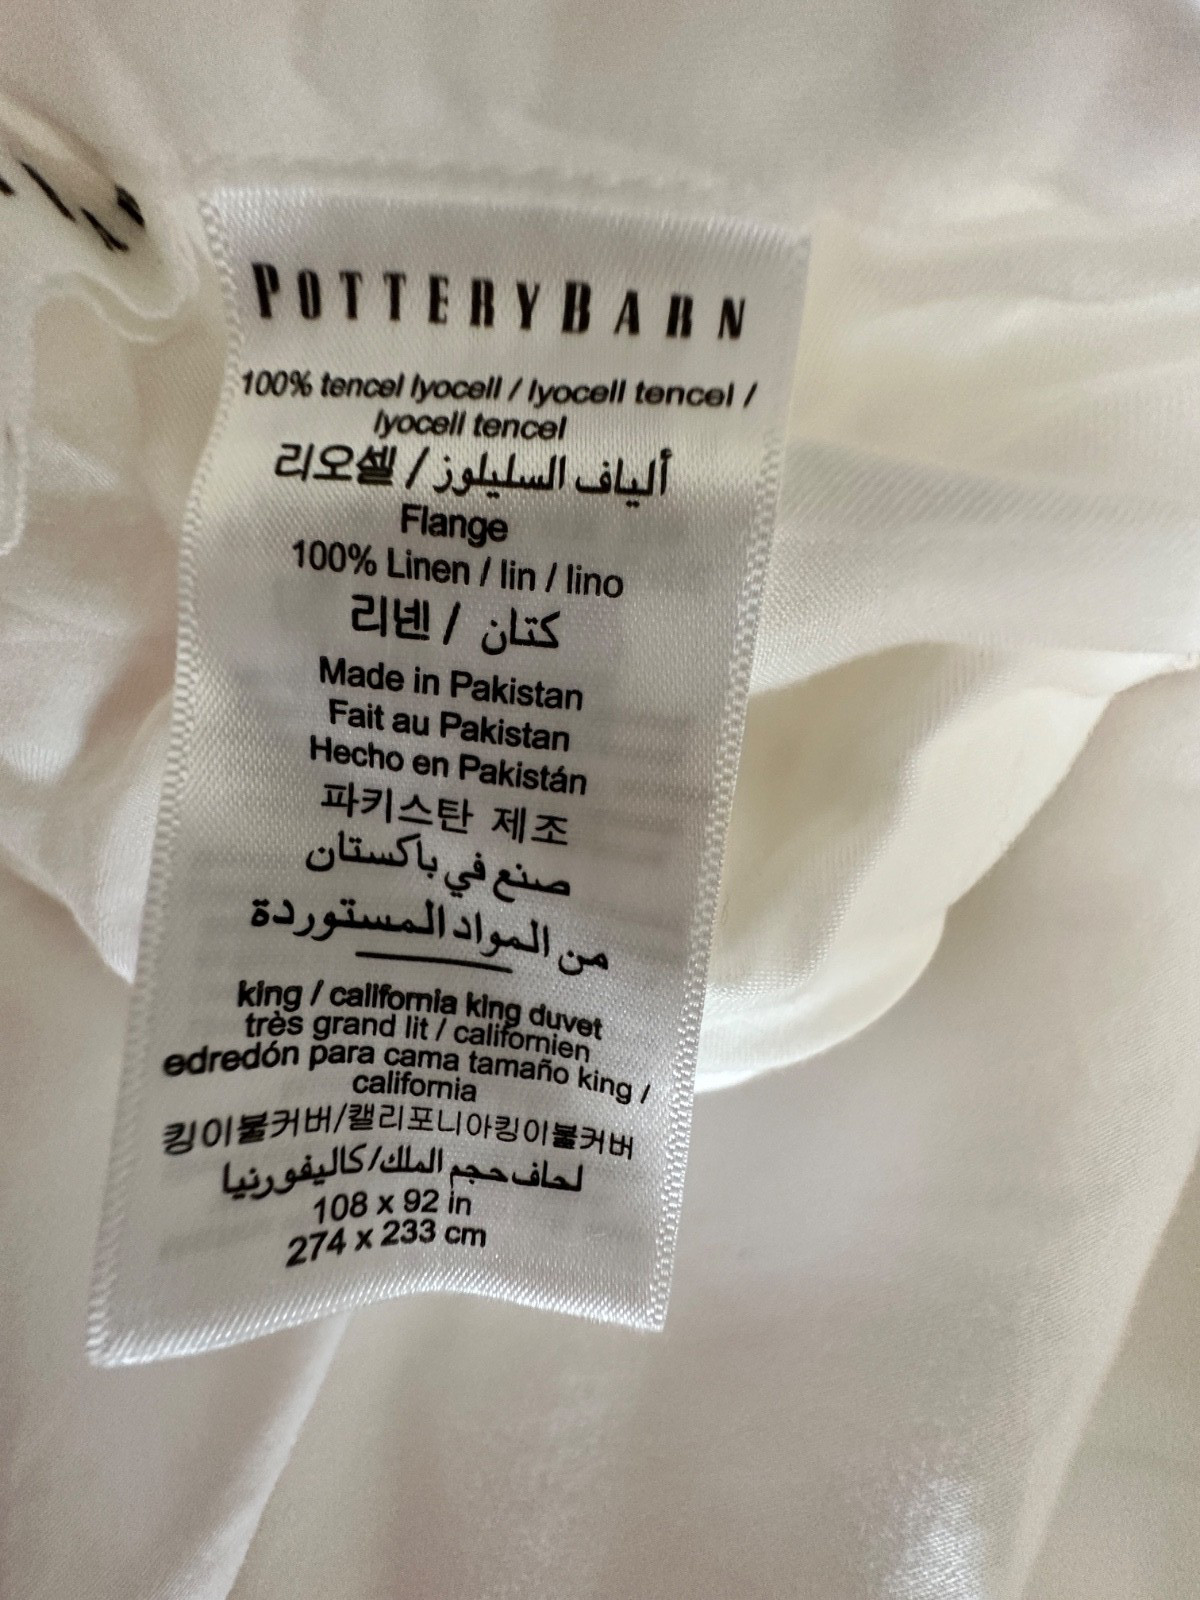 POTTERYBARN
100% tencel lyocell / lyocell tencel /
lyocell tencel
리오셀 / ألياف السليلوز
Flange
100% Linen / lin / lino
리넨 / كتان
Made in Pakistan
Fait au Pakistan
Hecho en Pakistán
파키스탄 제조
صنع في باكستان
من المواد المستوردة
king / california king duvet
très grand lit / californien
edredón para cama tamaño king /
california
킹이불커버/캘리포니아킹이불커버
لحاف حجم الملك/كاليفورنيا
108 x 92 in
274 x 233 cm